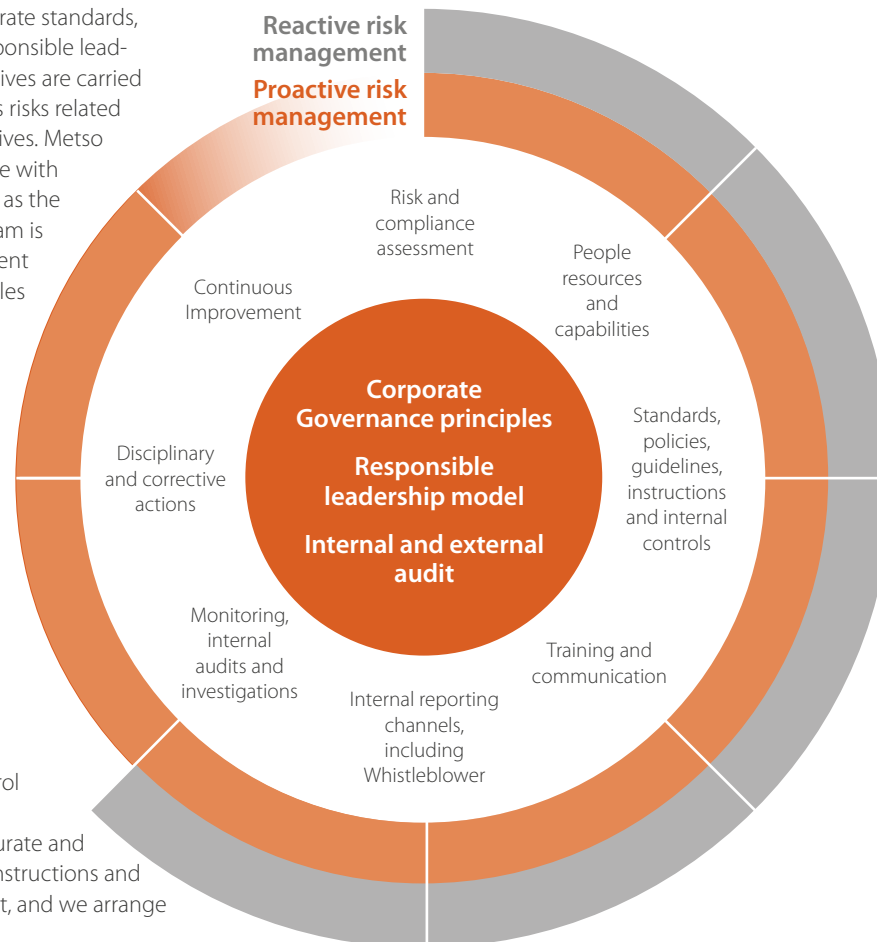 rate standards,
ponsible lead-
ives are carried
s risks related
ives. Metso
e with
as the
am is
ent
les
Reactive risk
management
Proactive risk
management
Risk and
compliance
assessment
People
resources
and
capabilities
Standards,
policies,
guidelines,
instructions
and internal
controls
Training and
communication
Internal reporting
channels,
including
Whistleblower
Monitoring,
internal
audits and
investigations
Disciplinary
and corrective
actions
Continuous
Improvement
Corporate
Governance principles
Responsible
leadership model
Internal and external
audit
rol
urate and
nstructions and
t, and we arrange